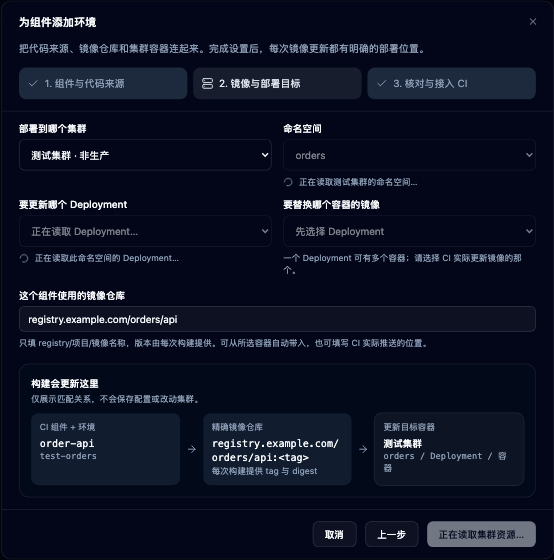 为组件添加环境
把代码来源、镜像仓库和集群容器连起来。完成设置后，每次镜像更新都有明确的部署位置。
1. 组件与代码来源
2. 镜像与部署目标
3. 核对与接入 CI
部署到哪个集群
命名空间
测试集群 · 非生产
orders
正在读取测试集群的命名空间...
要更新哪个 Deployment
要替换哪个容器的镜像
正在读取 Deployment...
先选择 Deployment
正在读取此命名空间的 Deployment...
一个 Deployment 可有多个容器；请选择 CI 实际更新镜像的那
个。
这个组件使用的镜像仓库
registry.example.com/orders/api
只填 registry/项目/镜像名称，版本由每次构建提供。可从所选容器自动带入，也可填写 CI 实际推送的位置。
构建会更新这里
仅展示匹配关系，不会保存配置或改动集群。
CI 组件 + 环境
order-api
test-orders
精确镜像仓库
registry.example.com/
orders/api:<tag>
每次构建提供 tag 与 digest
更新目标容器
测试集群
orders / Deployment / 容
器
取消
上一步
正在读取集群资源...